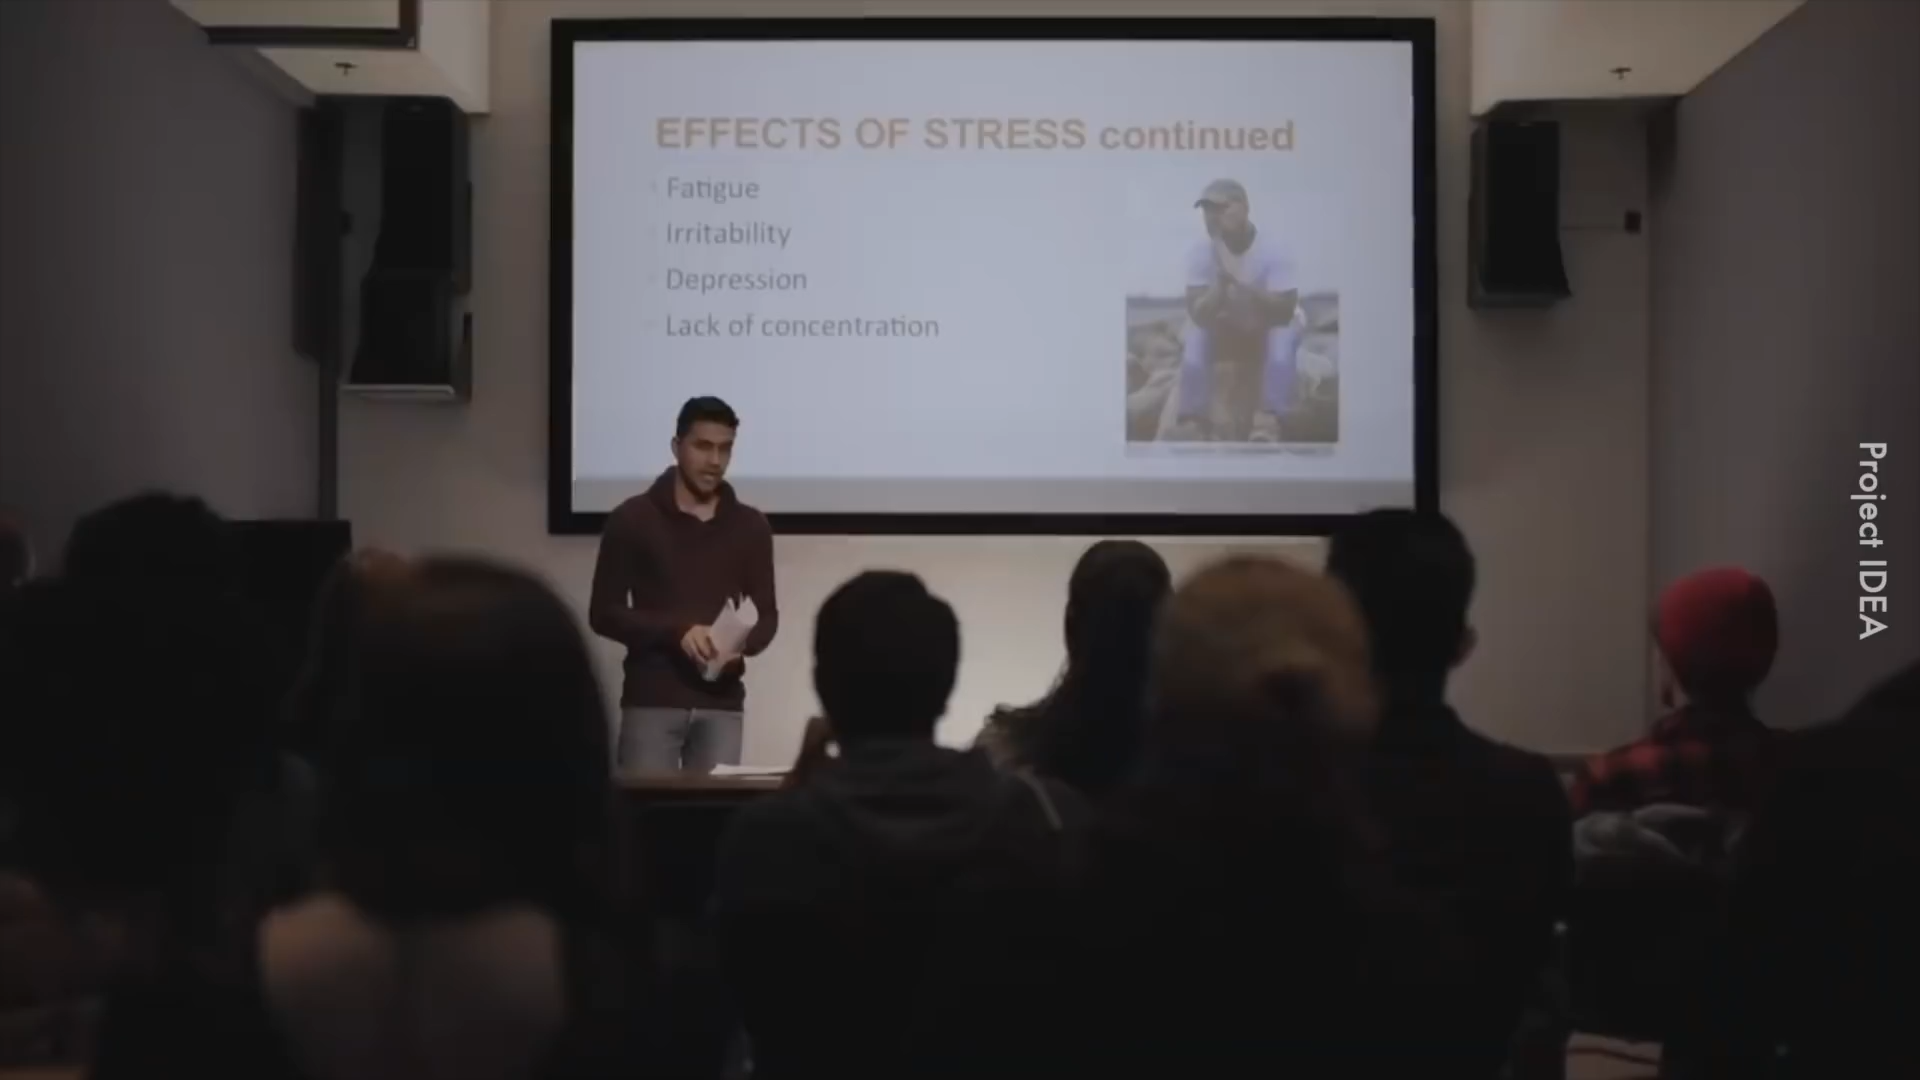 EFFECTS OF STRESS continued
Fatigue
Irritability
Depression
Lack of concentration
Project IDEA